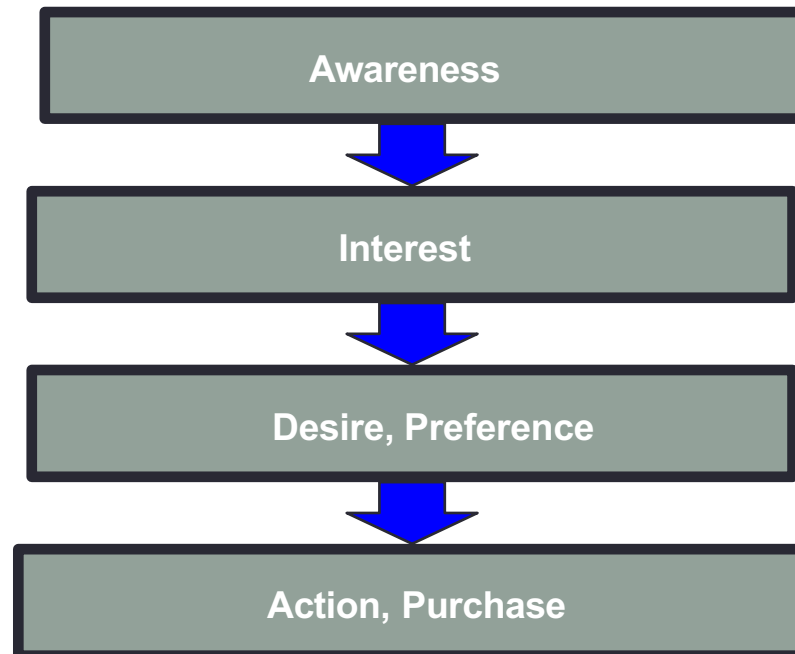 Awareness
Interest
Desire, Preference
Action, Purchase